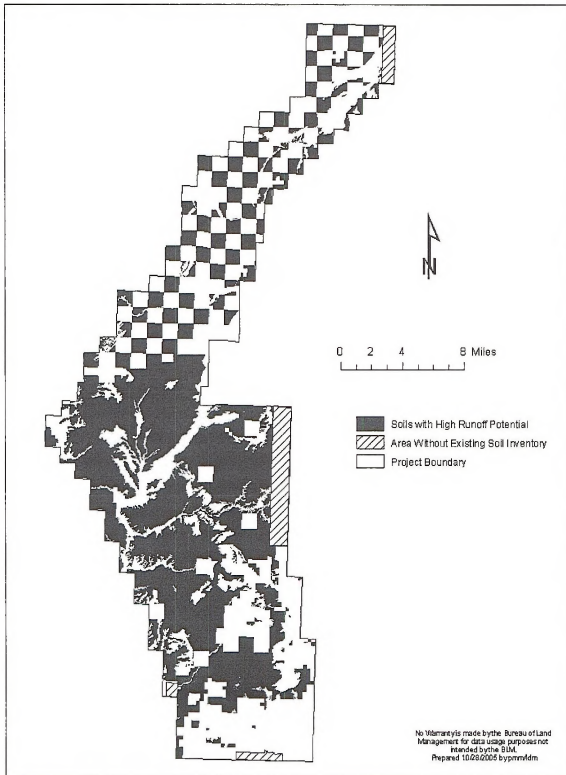 N
0 2 4 8 Miles
Soils with High Runoff Potential
Area Without Existing Soil Inventory
Project Boundary
No Warranty is made by the Bureau of Land
Management for data usage purposes not
intended by the BLM.
Prepared 10/28/2005 by pmm/ldm